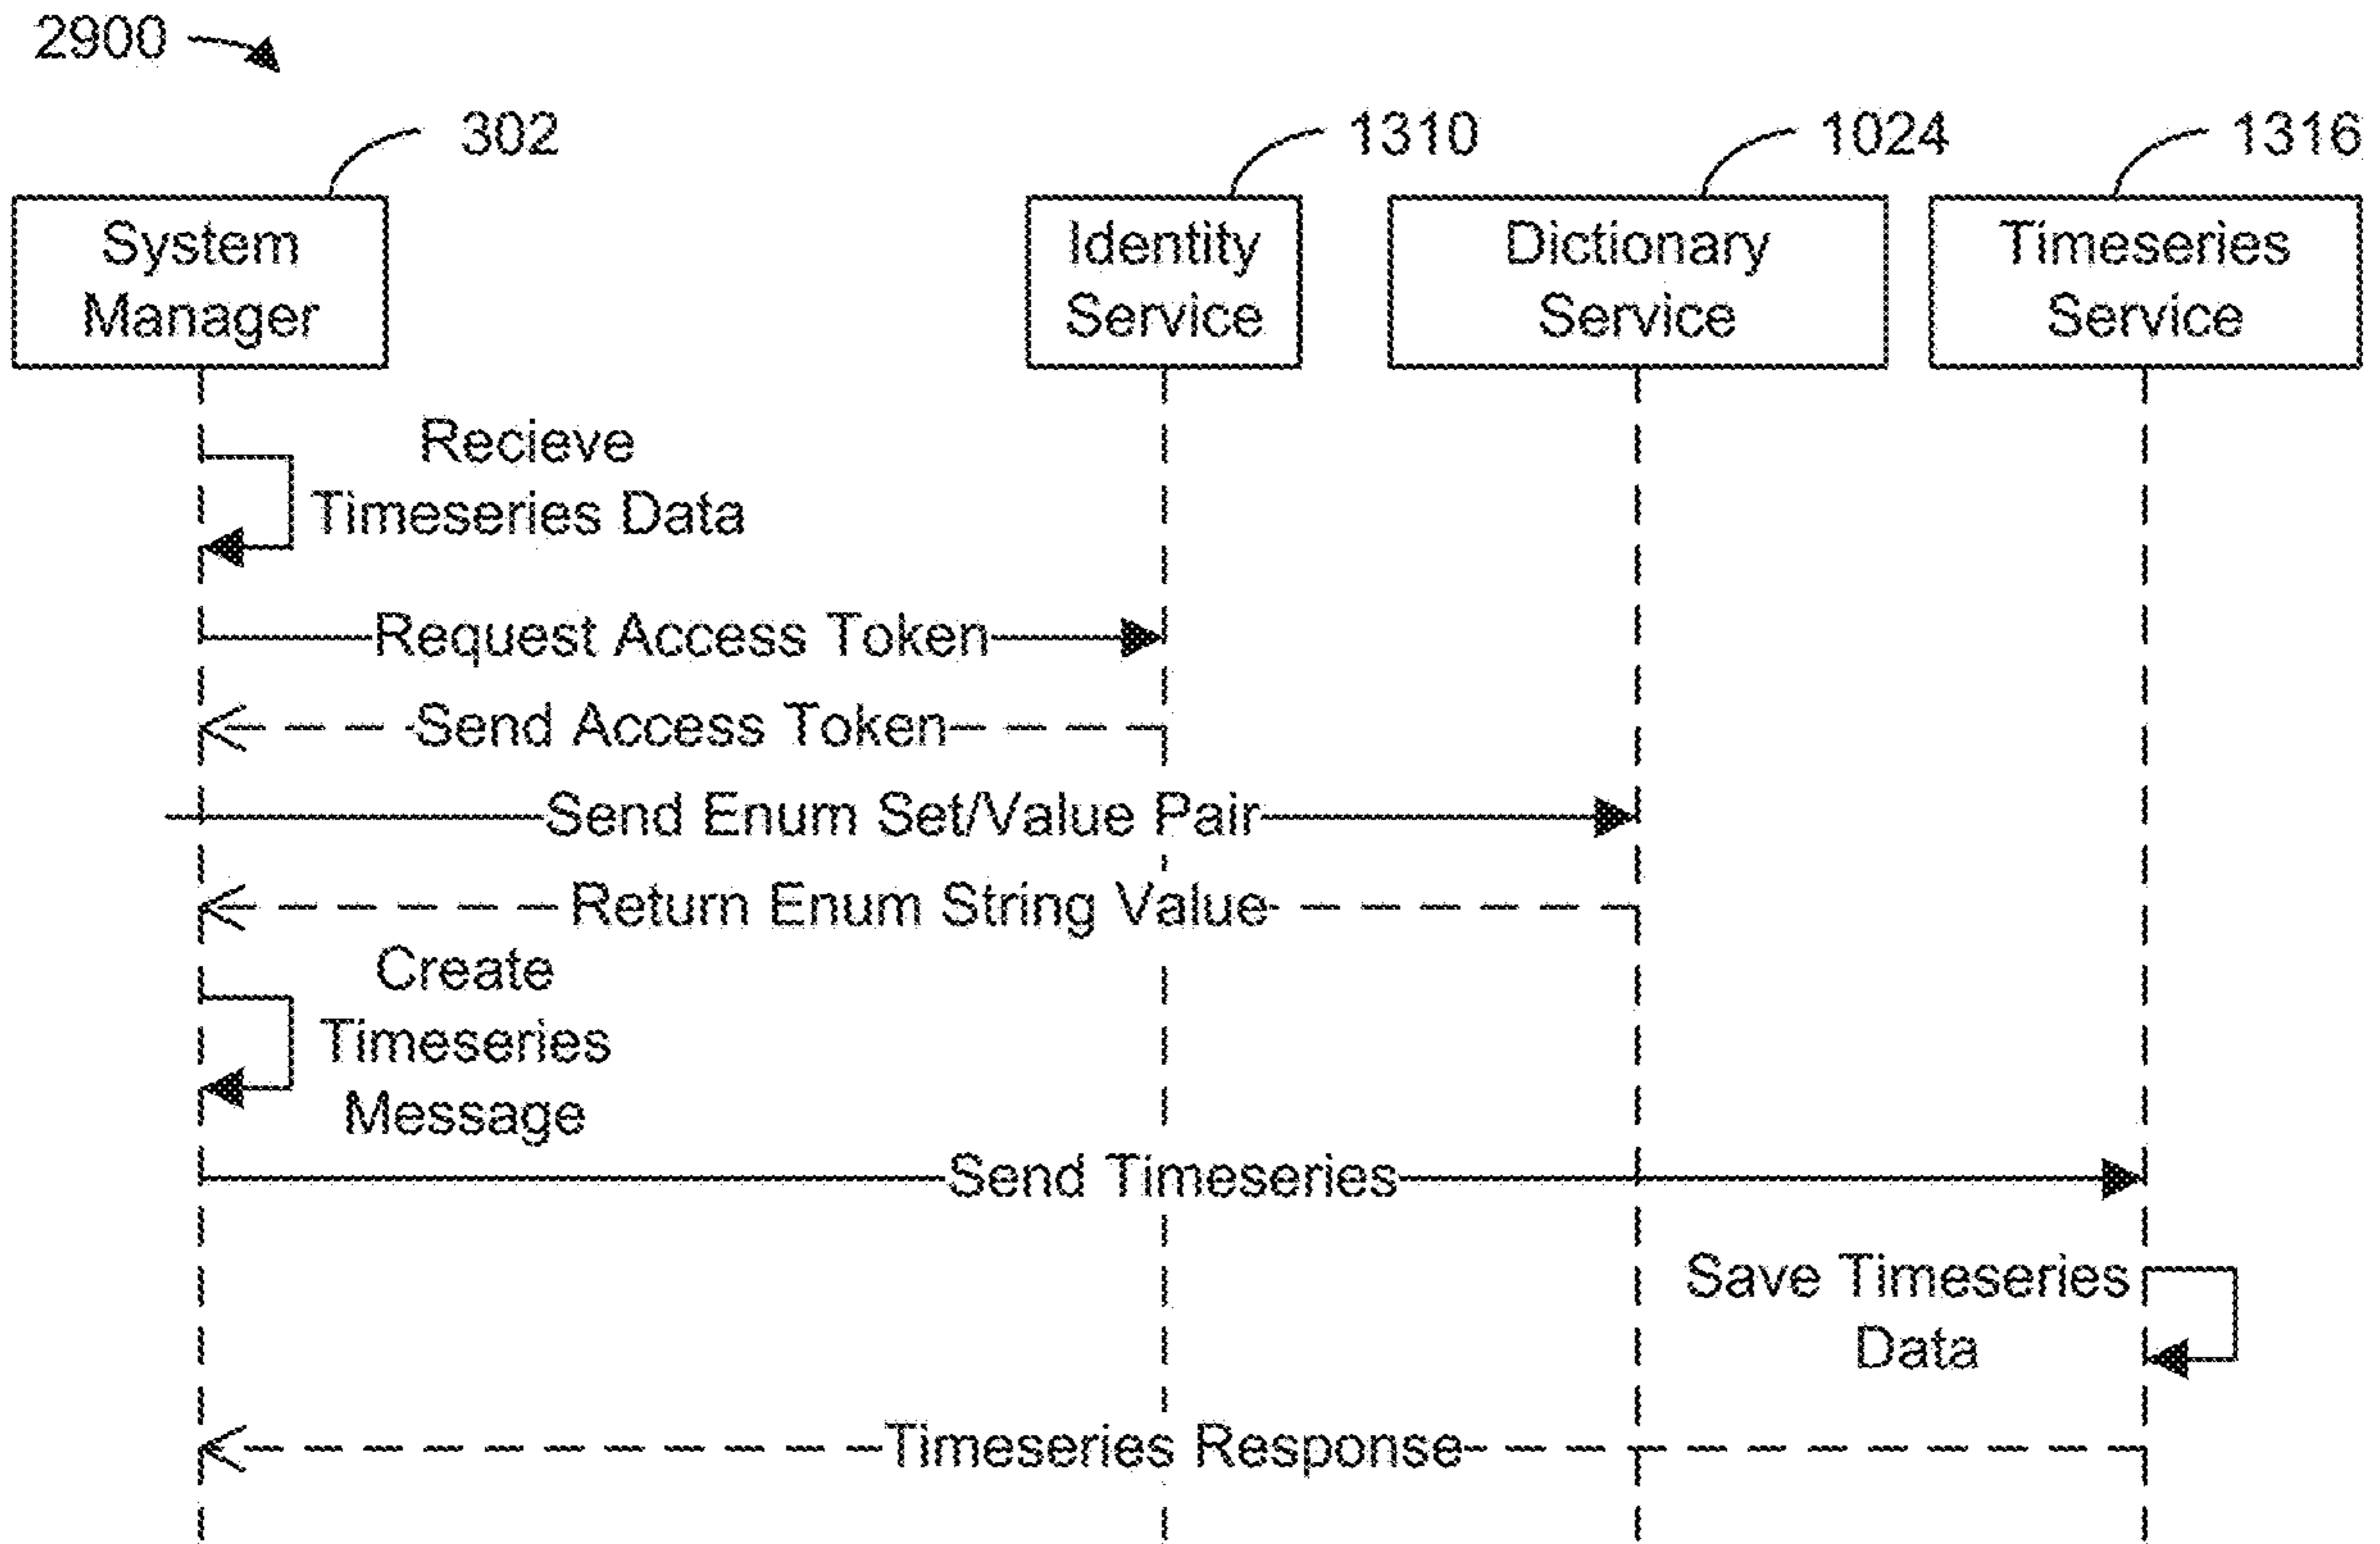 2900
302
1310
1024
1316
System
Manager
Identity
Service
Dictionary
Service
Timeseries
Service
Recieve
Timeseries Data
Request Access Token
Send Access Token
Send Enum Set/Value Pair
Return Enum String Value
Create
Timeseries
Message
Send Timeseries
Save Timeseries
Data
Timeseries Response